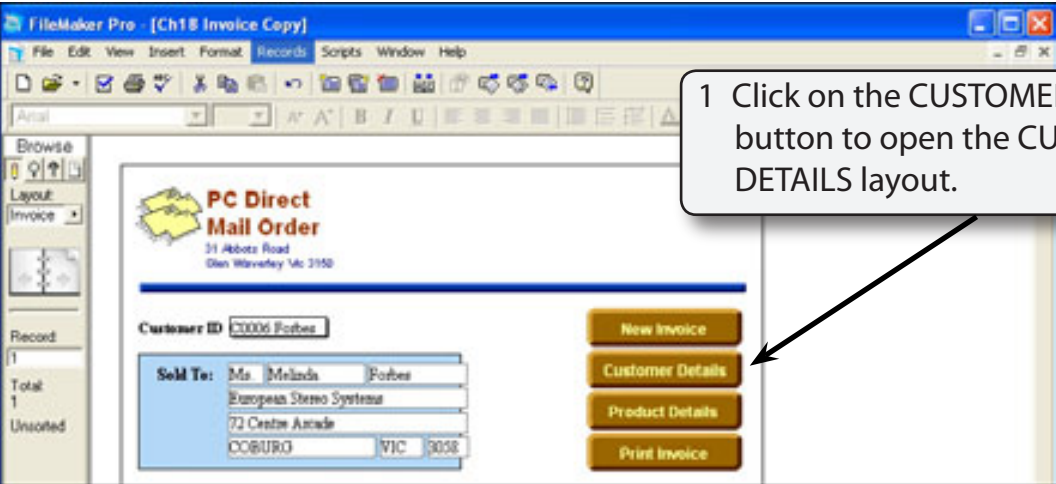 FileMaker Pro - [Ch18 Invoice Copy]
File Edit View Insert Format Records Scripts Window Help
Arial
B I U
Browse
Layout:
Invoice
Record:
1
Total:
1
Unsorted
PC Direct
Mail Order
31 Abbots Road
Glen Waverley Vic 3150
Customer ID C0006 Forbes
Sold To: Ms. Melinda Forbes
European Stereo Systems
72 Centre Arcade
COBURG VIC 3058
New Invoice
Customer Details
Product Details
Print Invoice
1 Click on the CUSTOME
button to open the CU
DETAILS layout.